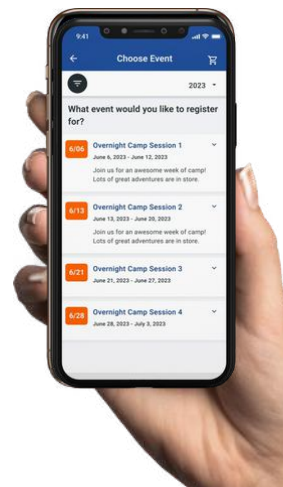 9:41
Choose Event
2023
What event would you like to register
for?
6/06
Overnight Camp Session 1
June 6, 2023 - June 12, 2023
Join us for an awesome week of camp!
Lots of great adventures are in store.
6/13
Overnight Camp Session 2
June 13, 2023 - June 20, 2023
Join us for an awesome week of camp!
Lots of great adventures are in store.
6/21
Overnight Camp Session 3
June 21, 2023 - June 27, 2023
6/28
Overnight Camp Session 4
June 28, 2023 - July 3, 2023